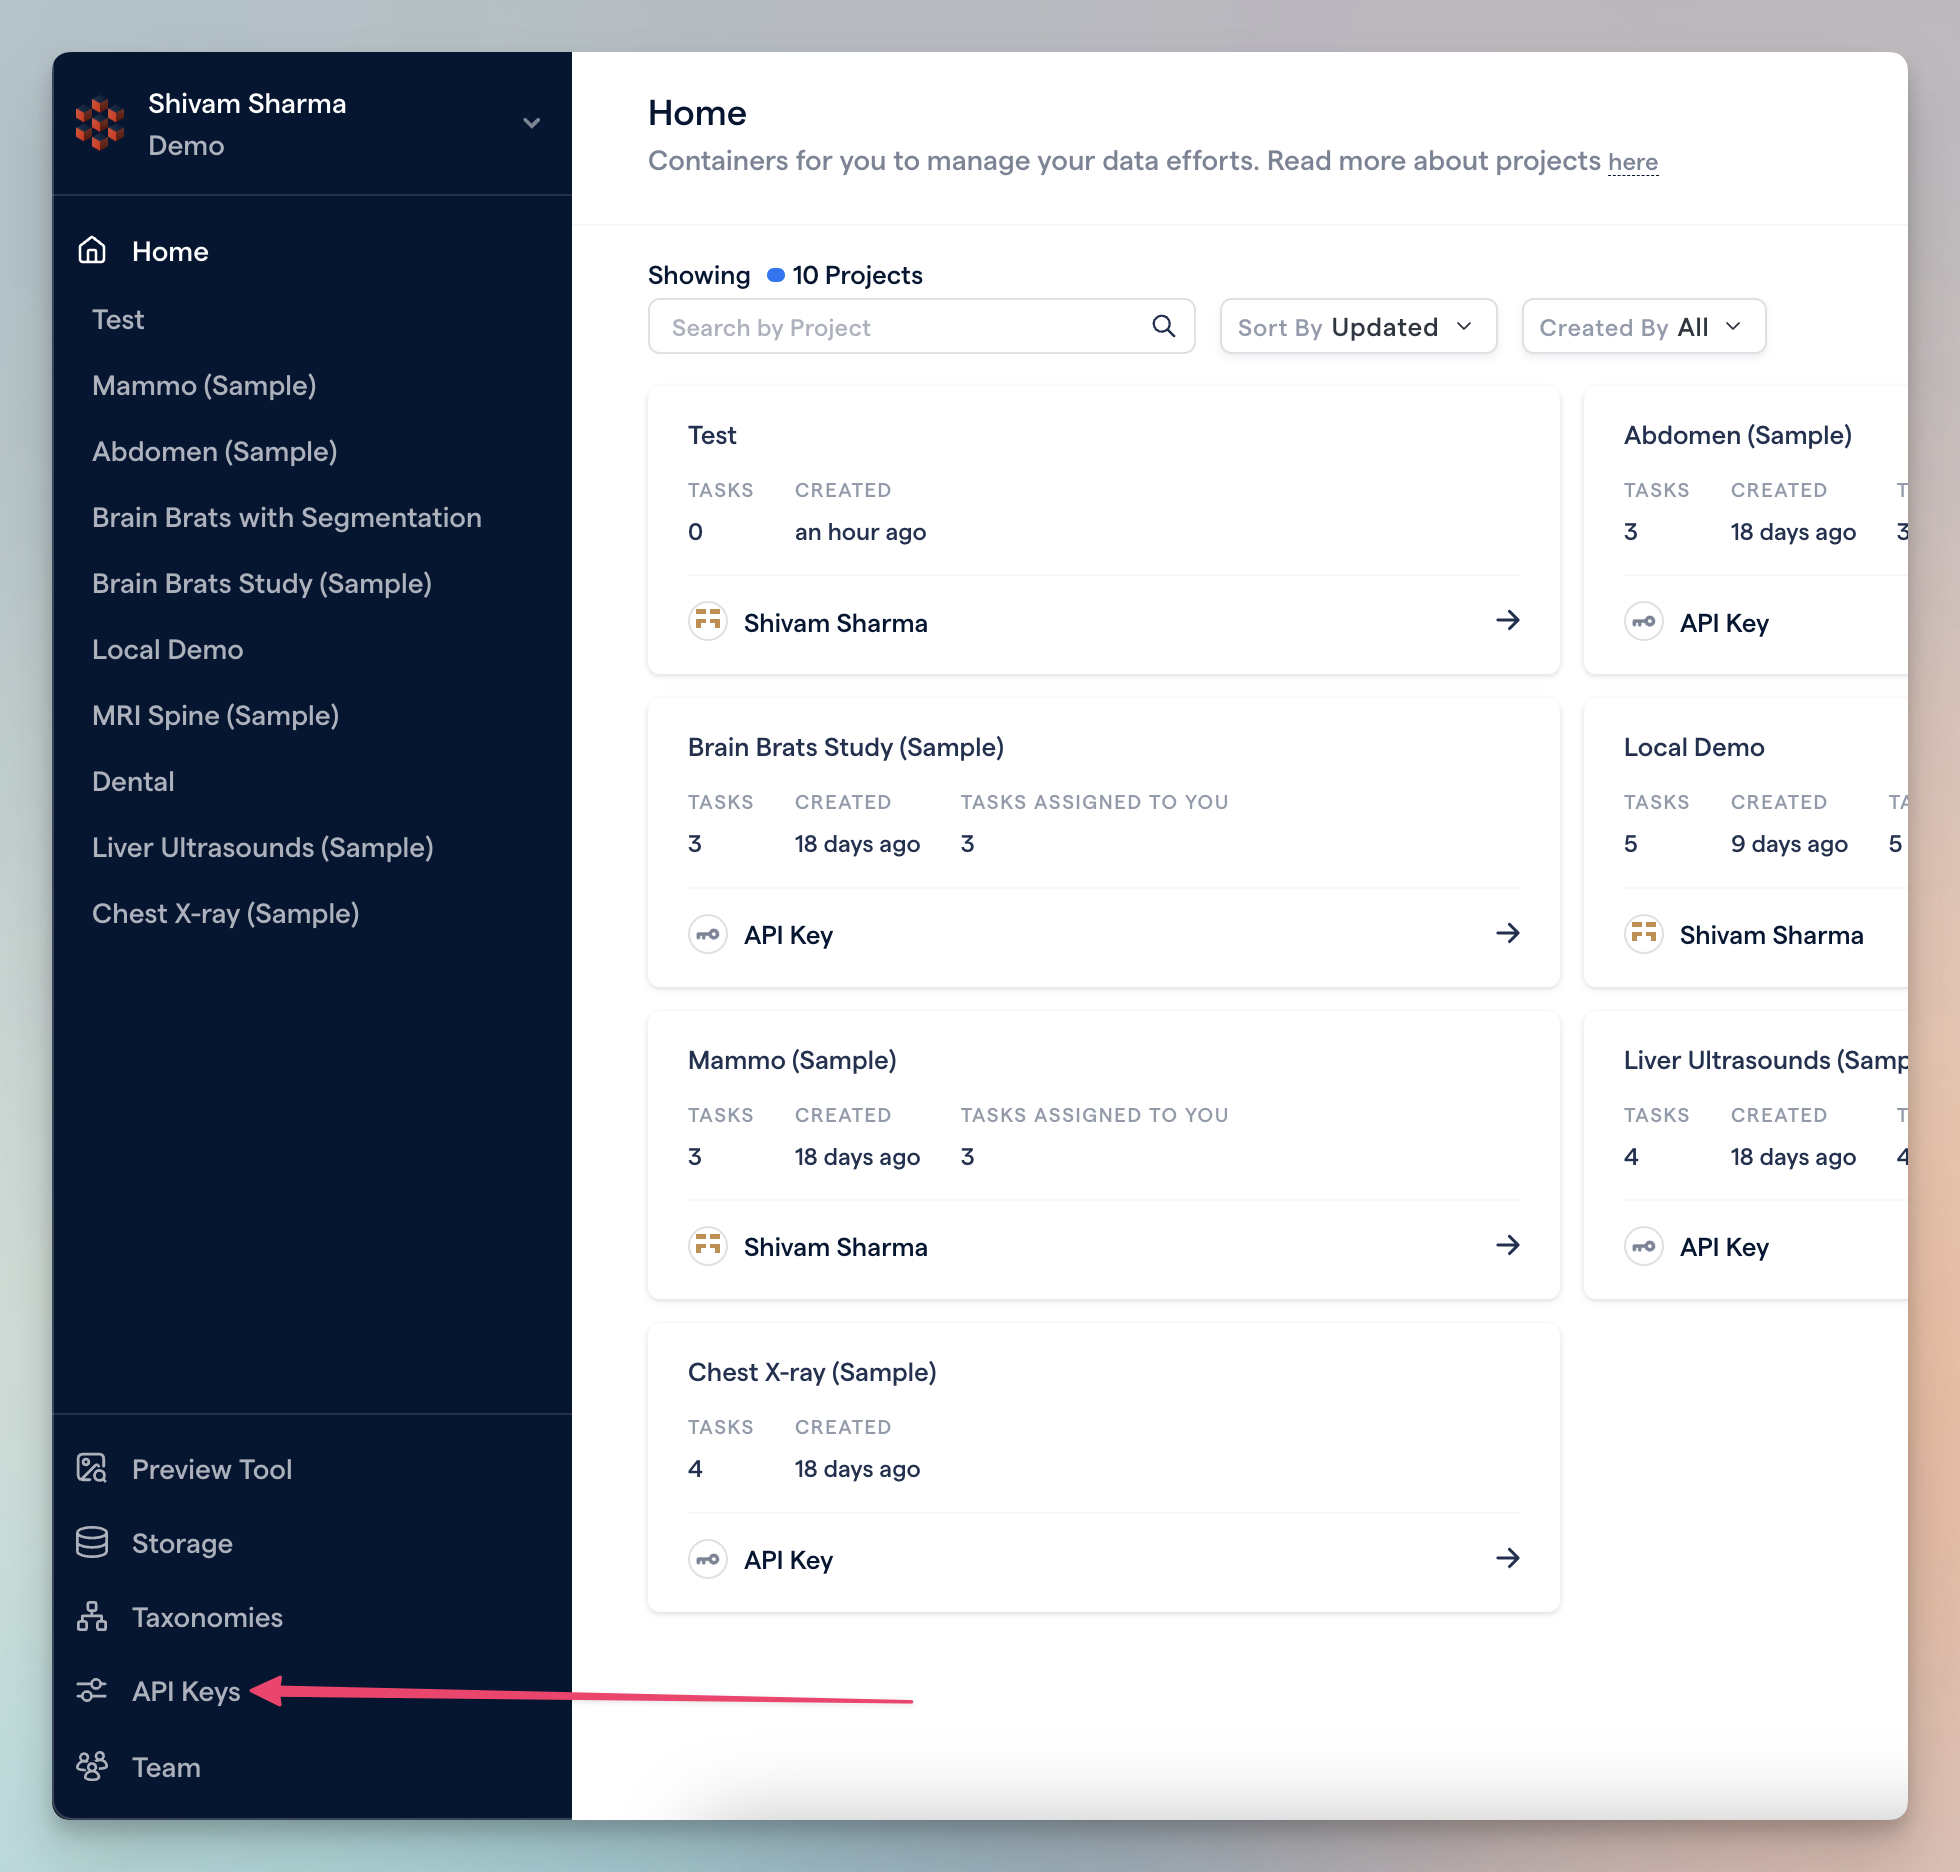 Shivam Sharma
Demo
Home
Test
Mammo (Sample)
Abdomen (Sample)
Brain Brats with Segmentation
Brain Brats Study (Sample)
Local Demo
MRI Spine (Sample)
Dental
Liver Ultrasounds (Sample)
Chest X-ray (Sample)
Preview Tool
Storage
Taxonomies
API Keys
Team
Home
Containers for you to manage your data efforts. Read more about projects here
Showing 10 Projects
Search by Project
Sort By Updated
Created By All
Test
TASKS CREATED
0 an hour ago
Shivam Sharma
Abdomen (Sample)
TASKS CREATED T
3 18 days ago 3
API Key
Brain Brats Study (Sample)
TASKS CREATED TASKS ASSIGNED TO YOU
3 18 days ago 3
API Key
Local Demo
TASKS CREATED TA
5 9 days ago 5
Shivam Sharma
Mammo (Sample)
TASKS CREATED TASKS ASSIGNED TO YOU
3 18 days ago 3
Shivam Sharma
Liver Ultrasounds (Samp
TASKS CREATED T
4 18 days ago 4
API Key
Chest X-ray (Sample)
TASKS CREATED
4 18 days ago
API Key